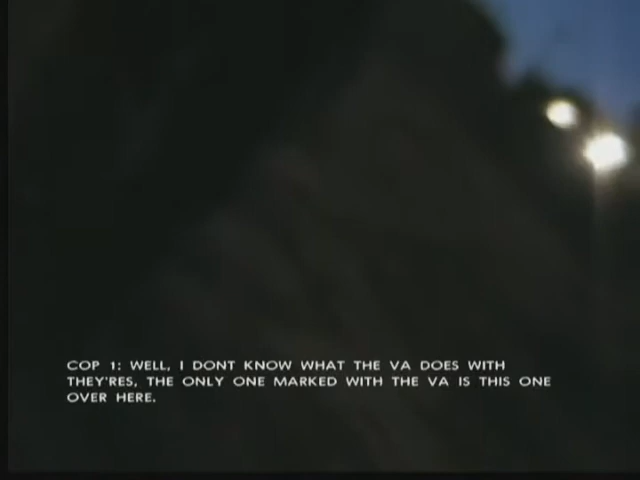 COP 1: WELL, I DONT KNOW WHAT THE VA DOES WITH
THEY'RES, THE ONLY ONE MARKED WITH THE VA IS THIS ONE
OVER HERE.